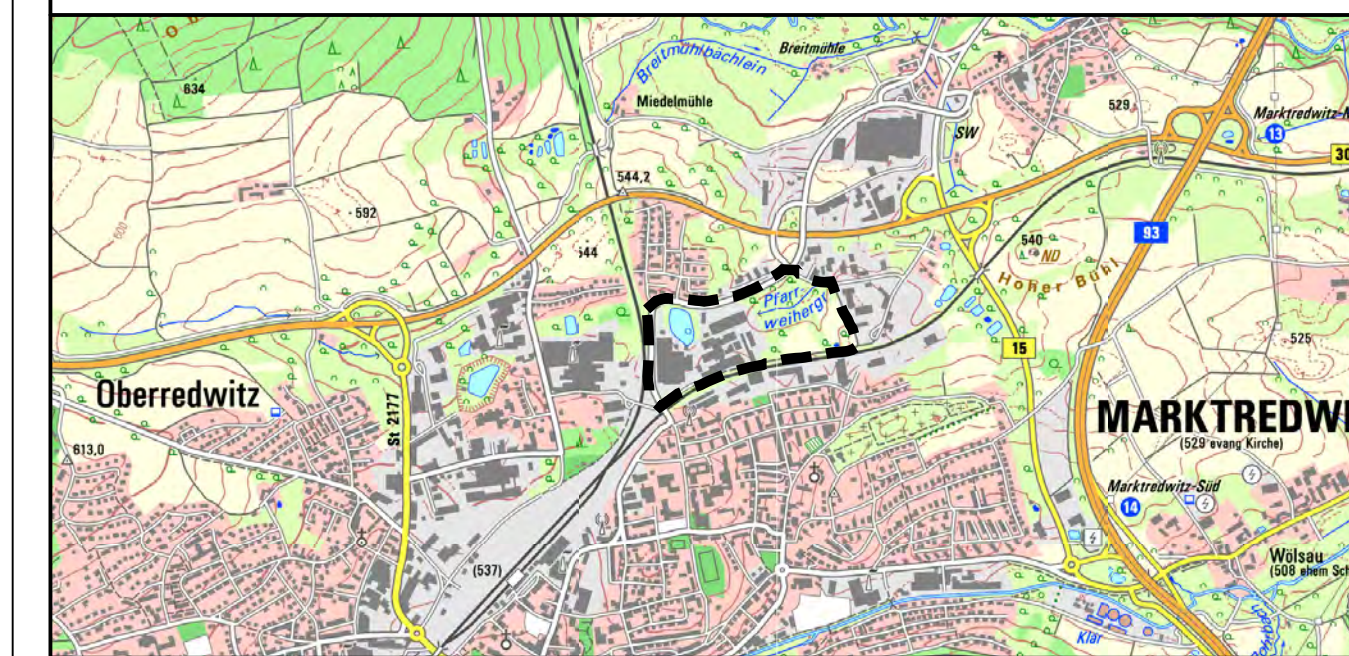 634
Breitmühlbächlein
Breitmühle
Miedelmühle
SW
529
Marktredwitz-N
13
30
544,2
592
600
544
540
ND
Hoher Bühl
93
Pfarr-
weihergr
15
525
Oberredwitz
St 2177
613,0
MARKTREDWI
(529 evang Kirche)
Marktredwitz-Süd
14
(537)
Wölsau
(508 ehem Sch
Klär